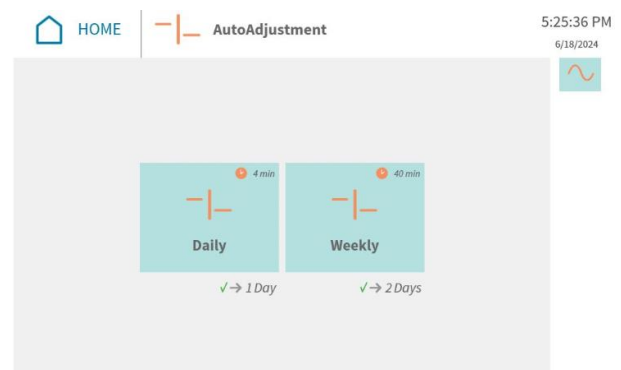 HOME
AutoAdjustment
5:25:36 PM
6/18/2024
4 min
Daily
✓→ 1 Day
40 min
Weekly
✓→ 2 Days